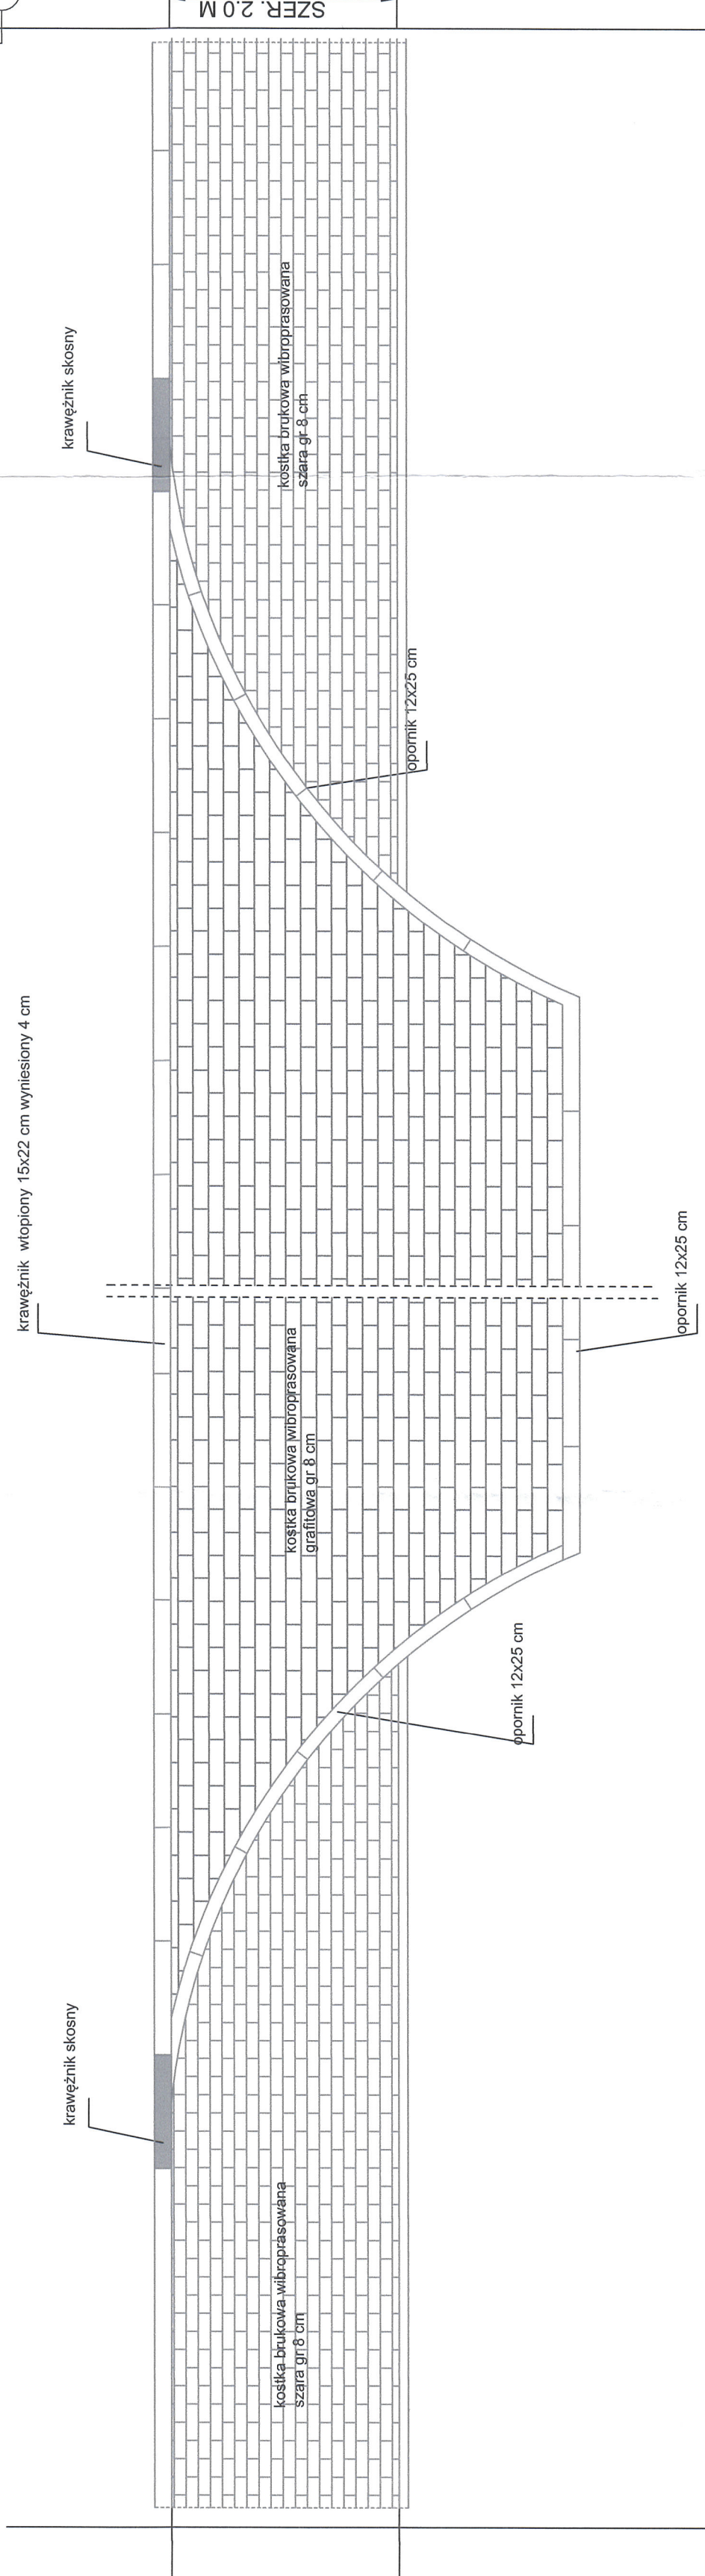 SZER. 2.0 M
krawężnik skosny
kostka brukowa wibroprasowana
szara gr 8 cm
opornik 12x25 cm
krawężnik wtopiony 15x22 cm wyniesiony 4 cm
opornik 12x25 cm
kostka brukowa wibroprasowana
grafitowa gr 8 cm
opornik 12x25 cm
krawężnik skosny
kostka brukowa wibroprasowana
szara gr 8 cm